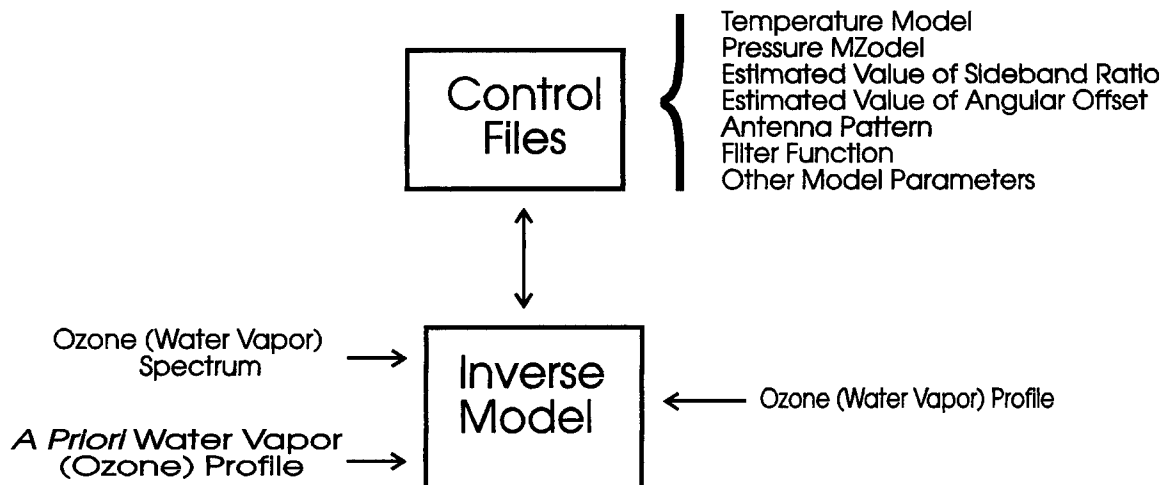 Control
Files
Temperature Model
Pressure MZodel
Estimated Value of Sideband Ratio
Estimated Value of Angular Offset
Antenna Pattern
Filter Function
Other Model Parameters
Ozone (Water Vapor)
Spectrum
A Priori Water Vapor
(Ozone) Profile
Inverse
Model
Ozone (Water Vapor) Profile